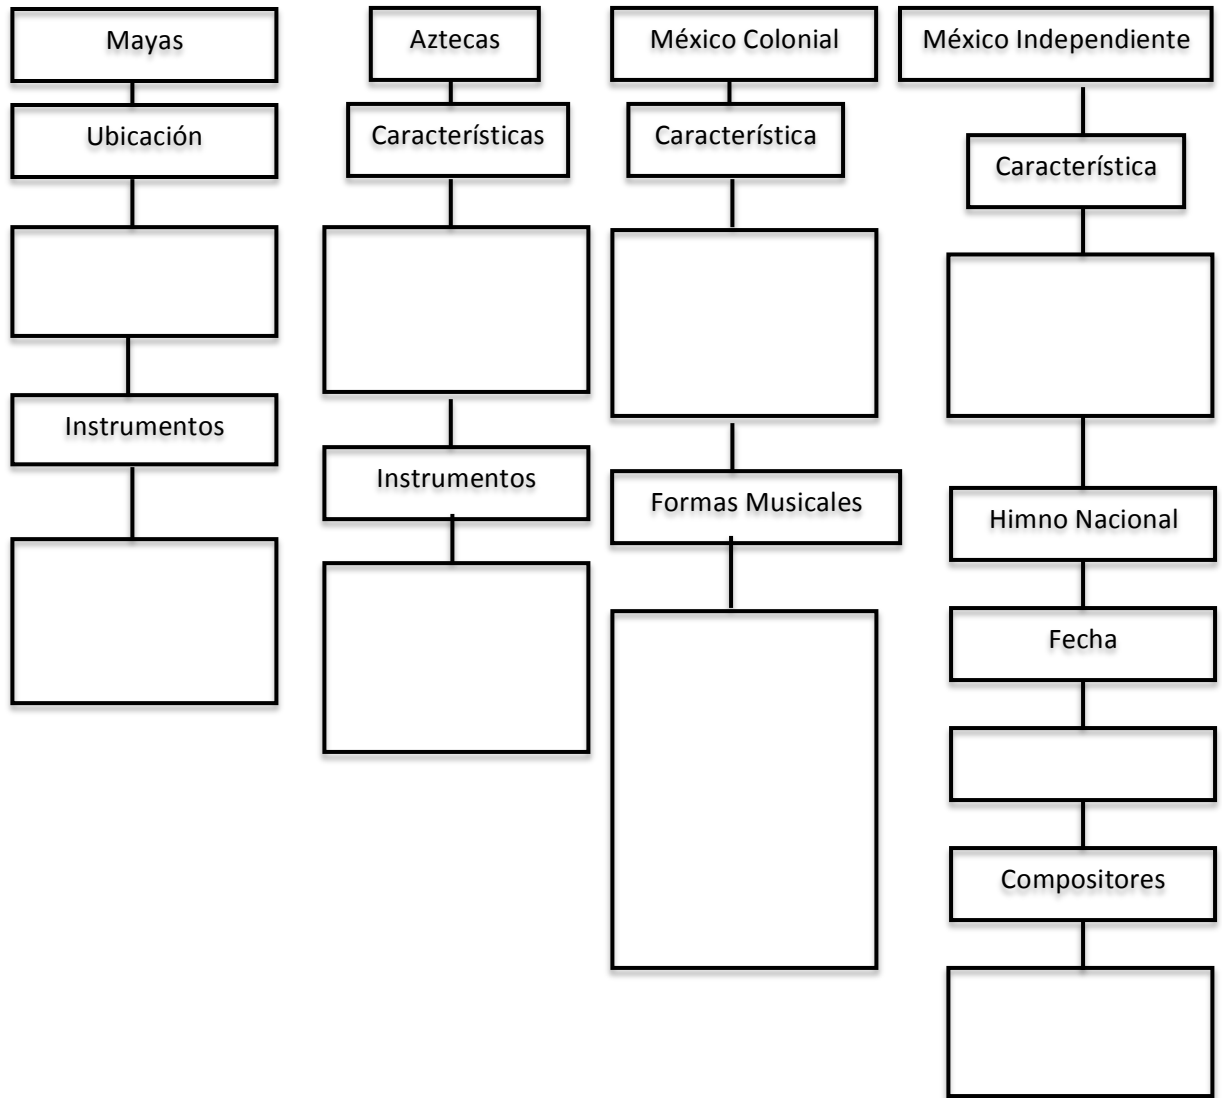 Mayas
Ubicación
Instrumentos
Aztecas
Características
Instrumentos
México Colonial
Característica
Formas Musicales
México Independiente
Característica
Himno Nacional
Fecha
Compositores